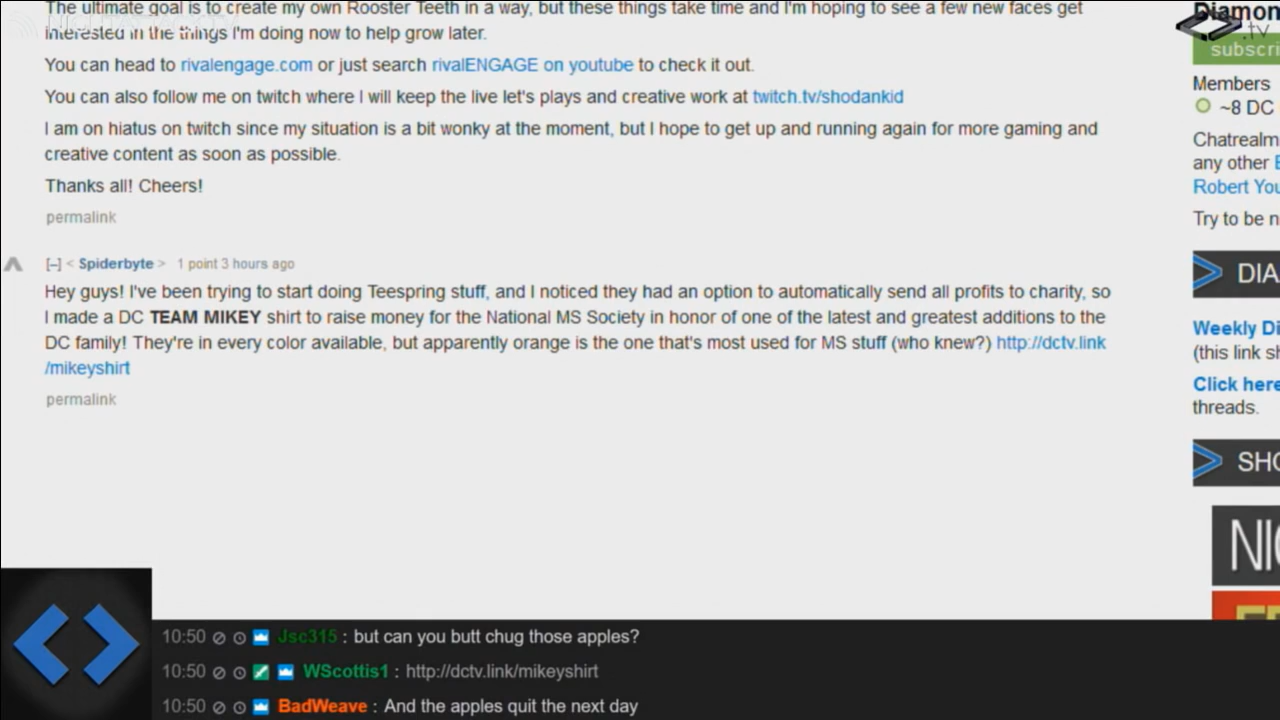 The ultimate goal is to create my own Rooster Teeth in a way, but these things take time and I'm hoping to see a few new faces get
interested in the things I'm doing now to help grow later.
You can head to rivalengage.com or just search rivalENGAGE on youtube to check it out.
You can also follow me on twitch where I will keep the live let's plays and creative work at twitch.tv/shodankid
I am on hiatus on twitch since my situation is a bit wonky at the moment, but I hope to get up and running again for more gaming and
creative content as soon as possible.
Thanks all! Cheers!
permalink
[–] < Spiderbyte > 1 point 3 hours ago
Hey guys! I've been trying to start doing Teespring stuff, and I noticed they had an option to automatically send all profits to charity, so
I made a DC TEAM MIKEY shirt to raise money for the National MS Society in honor of one of the latest and greatest additions to the
DC family! They're in every color available, but apparently orange is the one that's most used for MS stuff (who knew?) http://dctv.link
/mikeyshirt
permalink
Diamon
.tv
subscri
Members
~8 DC
Chatrealm
any other
Robert You
Try to be n
DIA
Weekly Di
(this link sh
Click here
threads.
SHO
NIG
10:50 Jsc315 : but can you butt chug those apples?
10:50 WScottis1 : http://dctv.link/mikeyshirt
10:50 BadWeave : And the apples quit the next day